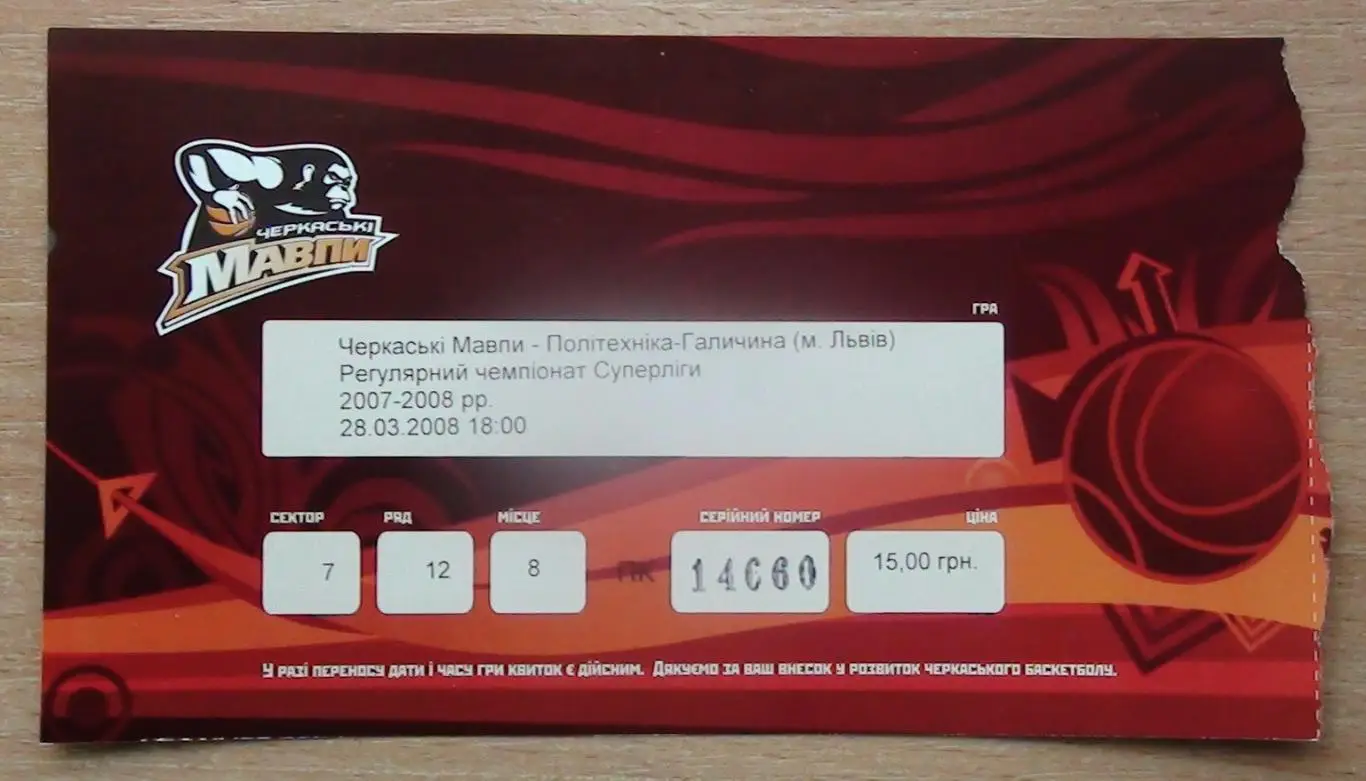 ЧЕРКАСЬКІ
МАВПИ
ГРА
Черкаські Мавпи - Політехніка-Галичина (м. Львів)
Регулярний чемпіонат Суперліги
2007-2008 рр.
28.03.2008 18:00
СЕКТОР РЯД МІСЦЕ СЕРІЙНИЙ НОМЕР ЦІНА
7 12 8 ПК 14060 15,00 грн.
У РАЗІ ПЕРЕНОСУ ДАТИ І ЧАСУ ГРИ КВИТОК Є ДІЙСНИМ. ДЯКУЄМО ЗА ВАШ ВНЕСОК У РОЗВИТОК ЧЕРКАСЬКОГО БАСКЕТБОЛУ.